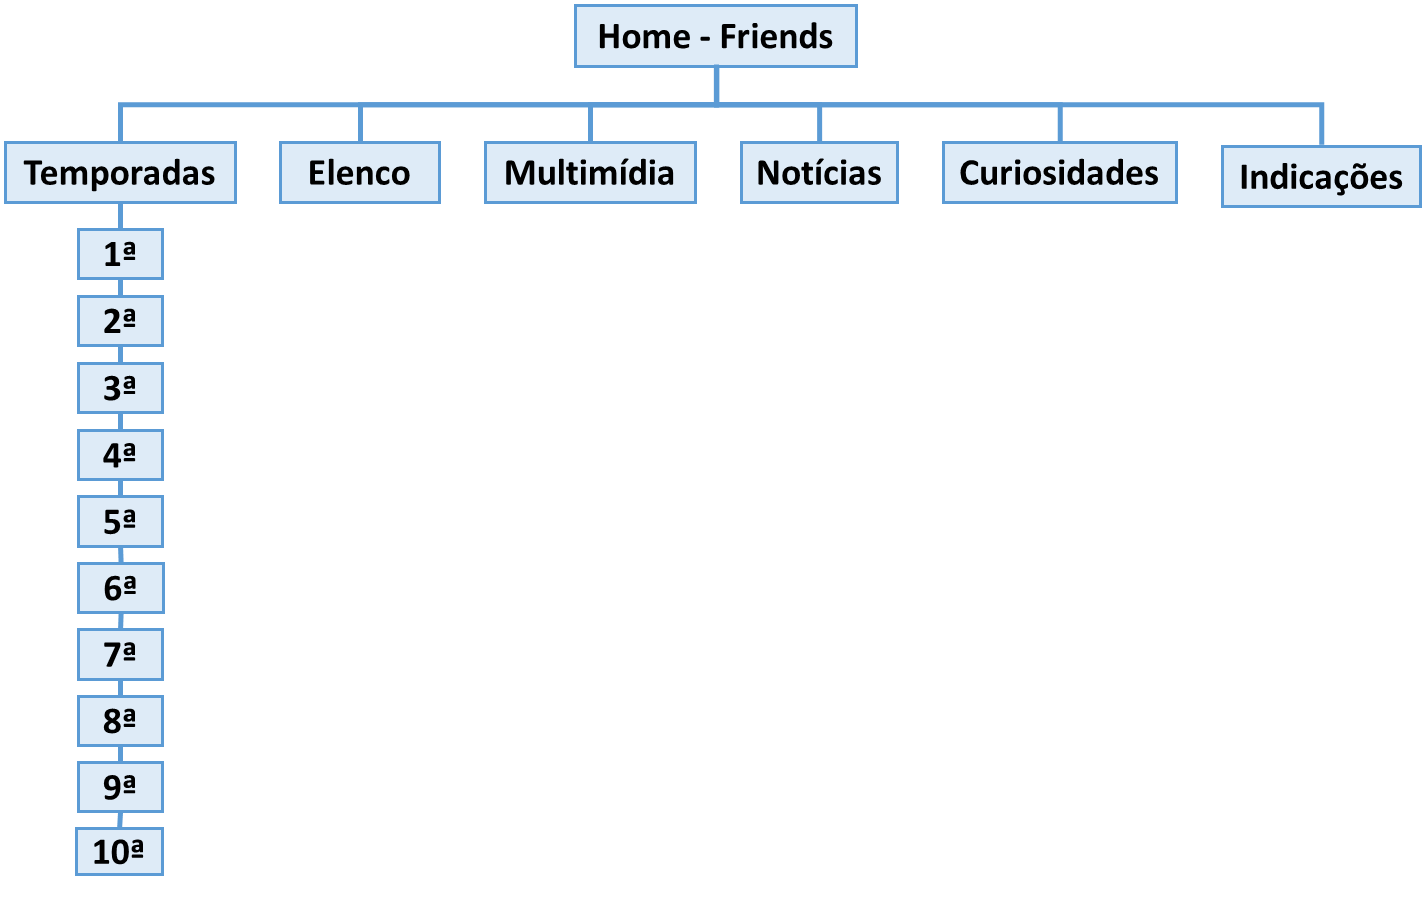 Home - Friends
Temporadas
Elenco
Multimídia
Notícias
Curiosidades
Indicações
1ª
2ª
3ª
4ª
5ª
6ª
7ª
8ª
9ª
10ª